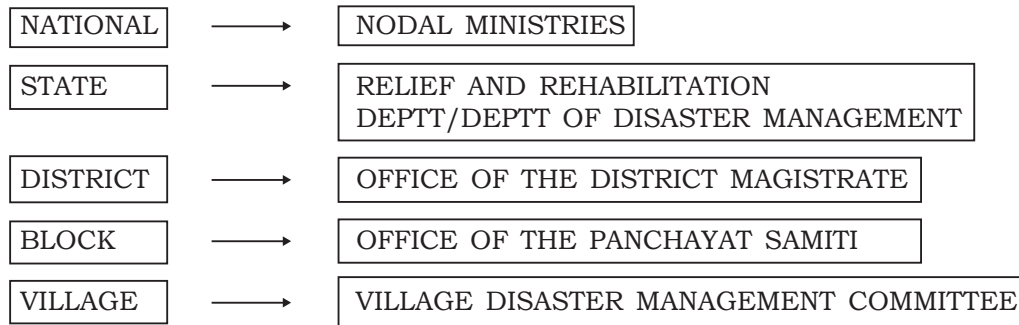 NATIONAL NODAL MINISTRIES
STATE RELIEF AND REHABILITATION
DEPTT/DEPTT OF DISASTER MANAGEMENT
DISTRICT OFFICE OF THE DISTRICT MAGISTRATE
BLOCK OFFICE OF THE PANCHAYAT SAMITI
VILLAGE VILLAGE DISASTER MANAGEMENT COMMITTEE